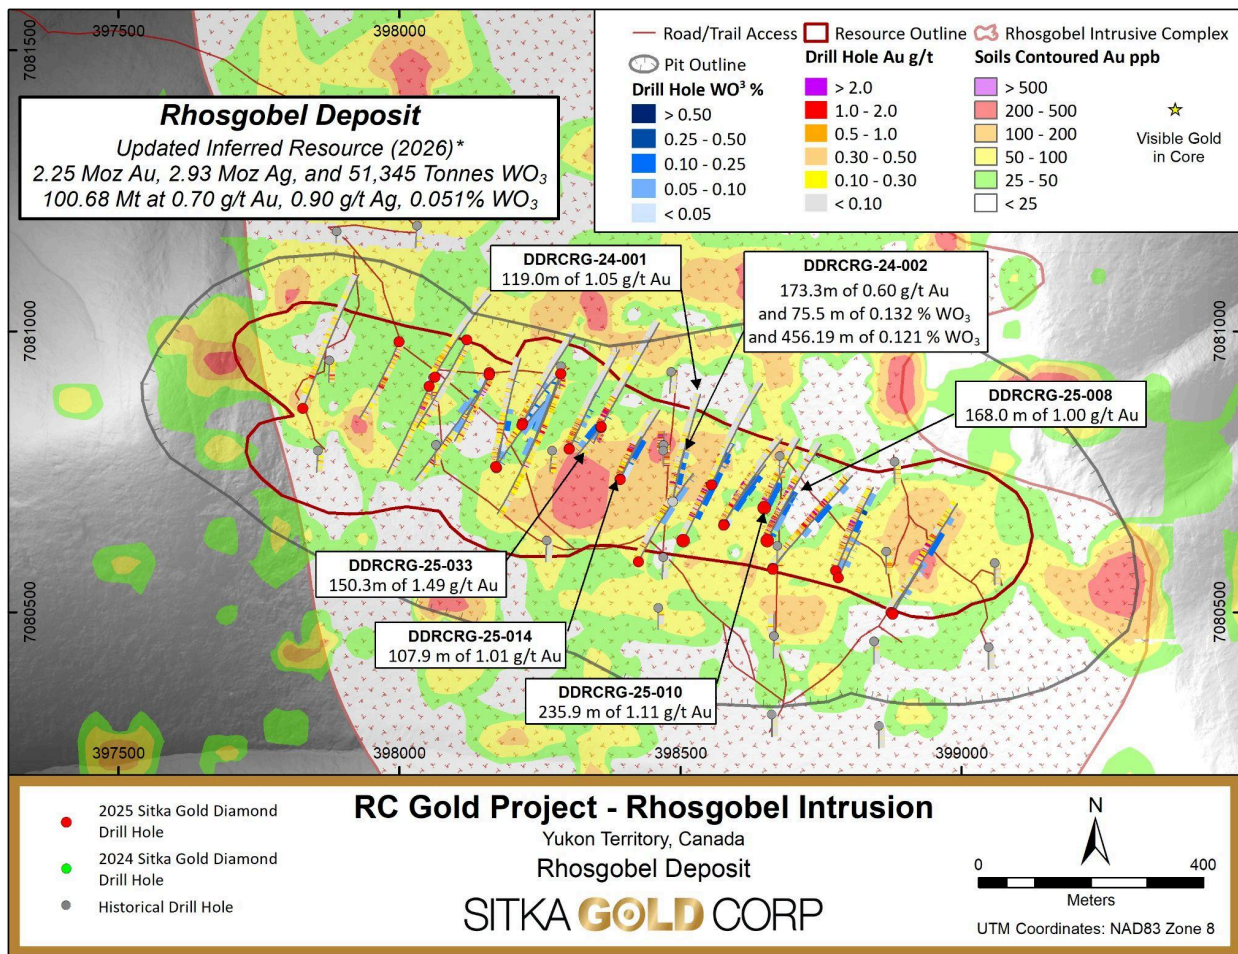 397500
398000
7081500
7081000
7080500
Rhosgobel Deposit
Updated Inferred Resource (2026)*
2.25 Moz Au, 2.93 Moz Ag, and 51,345 Tonnes WO₃
100.68 Mt at 0.70 g/t Au, 0.90 g/t Ag, 0.051% WO₃
Road/Trail Access
Resource Outline
Rhosgobel Intrusive Complex
Pit Outline
Drill Hole WO³ %
> 0.50
0.25 - 0.50
0.10 - 0.25
0.05 - 0.10
< 0.05
Drill Hole Au g/t
> 2.0
1.0 - 2.0
0.5 - 1.0
0.30 - 0.50
0.10 - 0.30
< 0.10
Soils Contoured Au ppb
> 500
200 - 500
100 - 200
50 - 100
25 - 50
< 25
Visible Gold
in Core
DDRCRG-24-001
119.0m of 1.05 g/t Au
DDRCRG-24-002
173.3m of 0.60 g/t Au
and 75.5 m of 0.132 % WO₃
and 456.19 m of 0.121 % WO₃
DDRCRG-25-008
168.0 m of 1.00 g/t Au
DDRCRG-25-033
150.3m of 1.49 g/t Au
DDRCRG-25-014
107.9 m of 1.01 g/t Au
DDRCRG-25-010
235.9 m of 1.11 g/t Au
7081000
7080500
397500
398000
398500
399000
2025 Sitka Gold Diamond
Drill Hole
2024 Sitka Gold Diamond
Drill Hole
Historical Drill Hole
RC Gold Project - Rhosgobel Intrusion
Yukon Territory, Canada
Rhosgobel Deposit
SITKA GOLD CORP
N
0
400
Meters
UTM Coordinates: NAD83 Zone 8